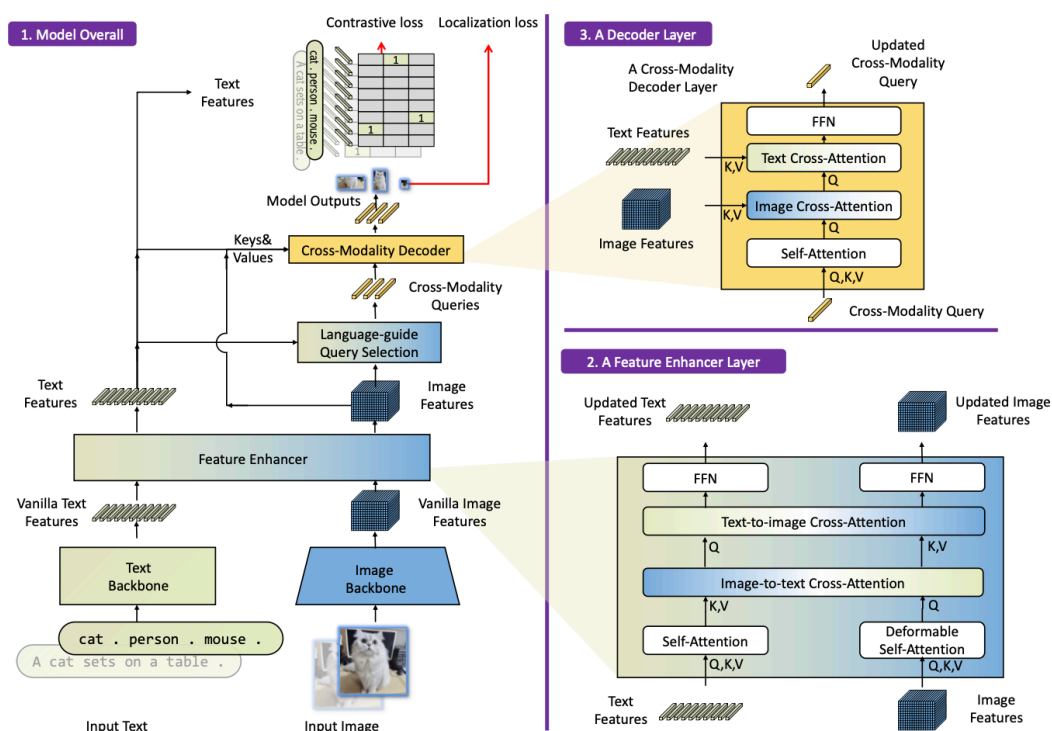 1. Model Overall
Contrastive loss
Localization loss
cat . person . mouse .
A cat sets on a table .
1
1
1
1
Text
Features
Model Outputs
Keys&
Values
Cross-Modality Decoder
Cross-Modality
Queries
Language-guide
Query Selection
Text
Features
Image
Features
Feature Enhancer
Vanilla Text
Features
Vanilla Image
Features
Text
Backbone
Image
Backbone
cat . person . mouse .
A cat sets on a table .
Input Text
Input Image
3. A Decoder Layer
A Cross-Modality
Decoder Layer
Updated
Cross-Modality
Query
FFN
Text Features
Text Cross-Attention
K,V
Q
Image Cross-Attention
K,V
Q
Image Features
Self-Attention
Q,K,V
Cross-Modality Query
2. A Feature Enhancer Layer
Updated Text
Features
Updated Image
Features
FFN
FFN
Text-to-image Cross-Attention
Q
K,V
Image-to-text Cross-Attention
K,V
Q
Self-Attention
Deformable
Self-Attention
Q,K,V
Q,K,V
Text
Features
Image
Features